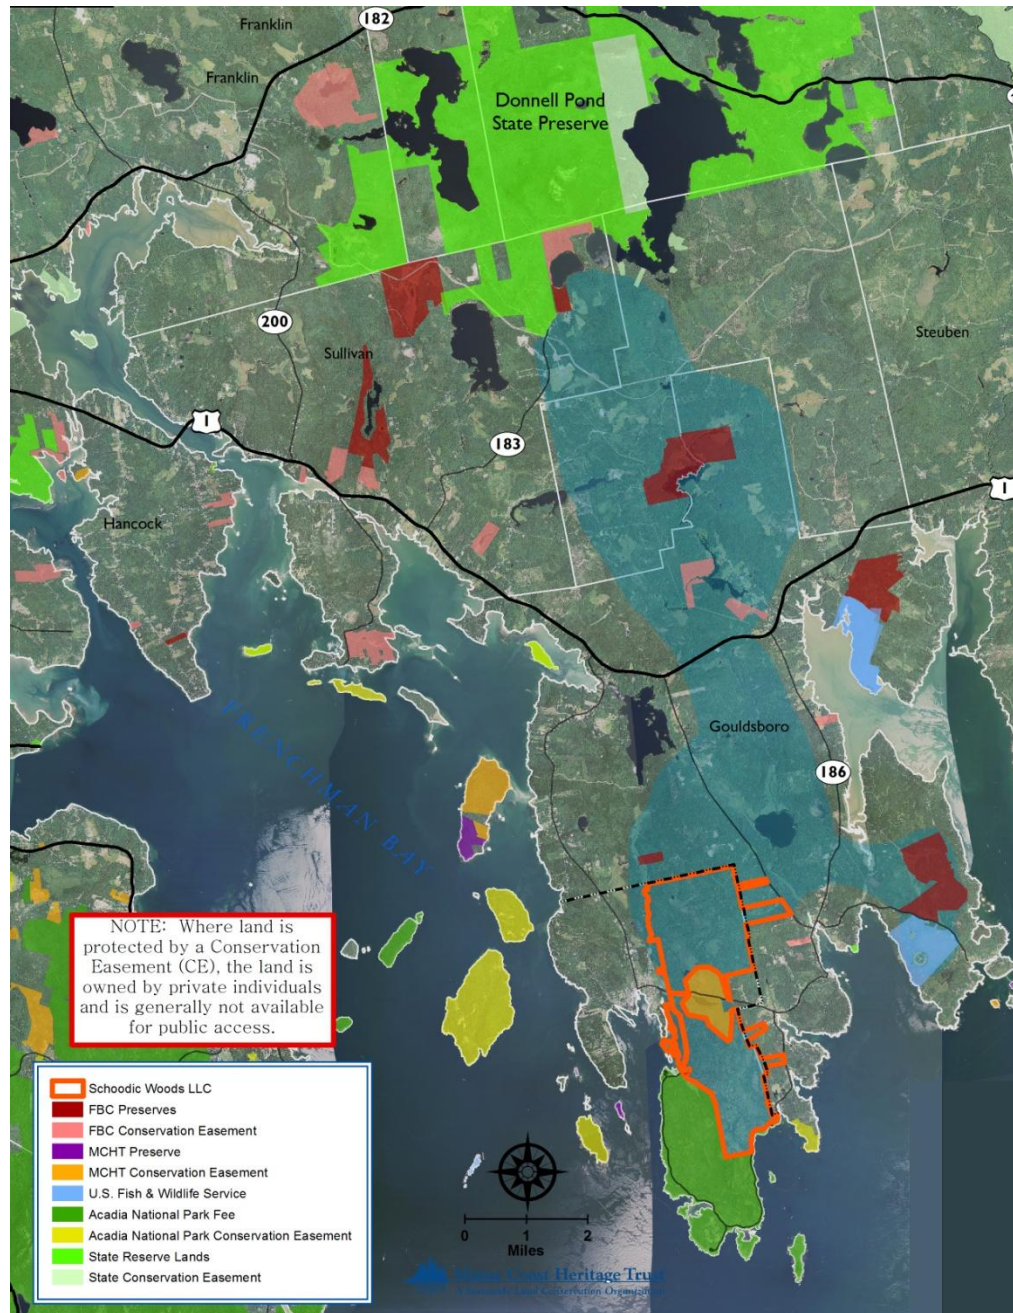 Franklin
182
Franklin
Donnell Pond
State Preserve
200
Sullivan
Steuben
1
183
1
Hancock
Gouldsboro
186
FRENCHMAN BAY
NOTE: Where land is
protected by a Conservation
Easement (CE), the land is
owned by private individuals
and is generally not available
for public access.
Schoodic Woods LLC
FBC Preserves
FBC Conservation Easement
MCHT Preserve
MCHT Conservation Easement
U.S. Fish & Wildlife Service
Acadia National Park Fee
Acadia National Park Conservation Easement
State Reserve Lands
State Conservation Easement
0 1 2
Miles
Maine Coast Heritage Trust
A Statewide Land Conservation Organization